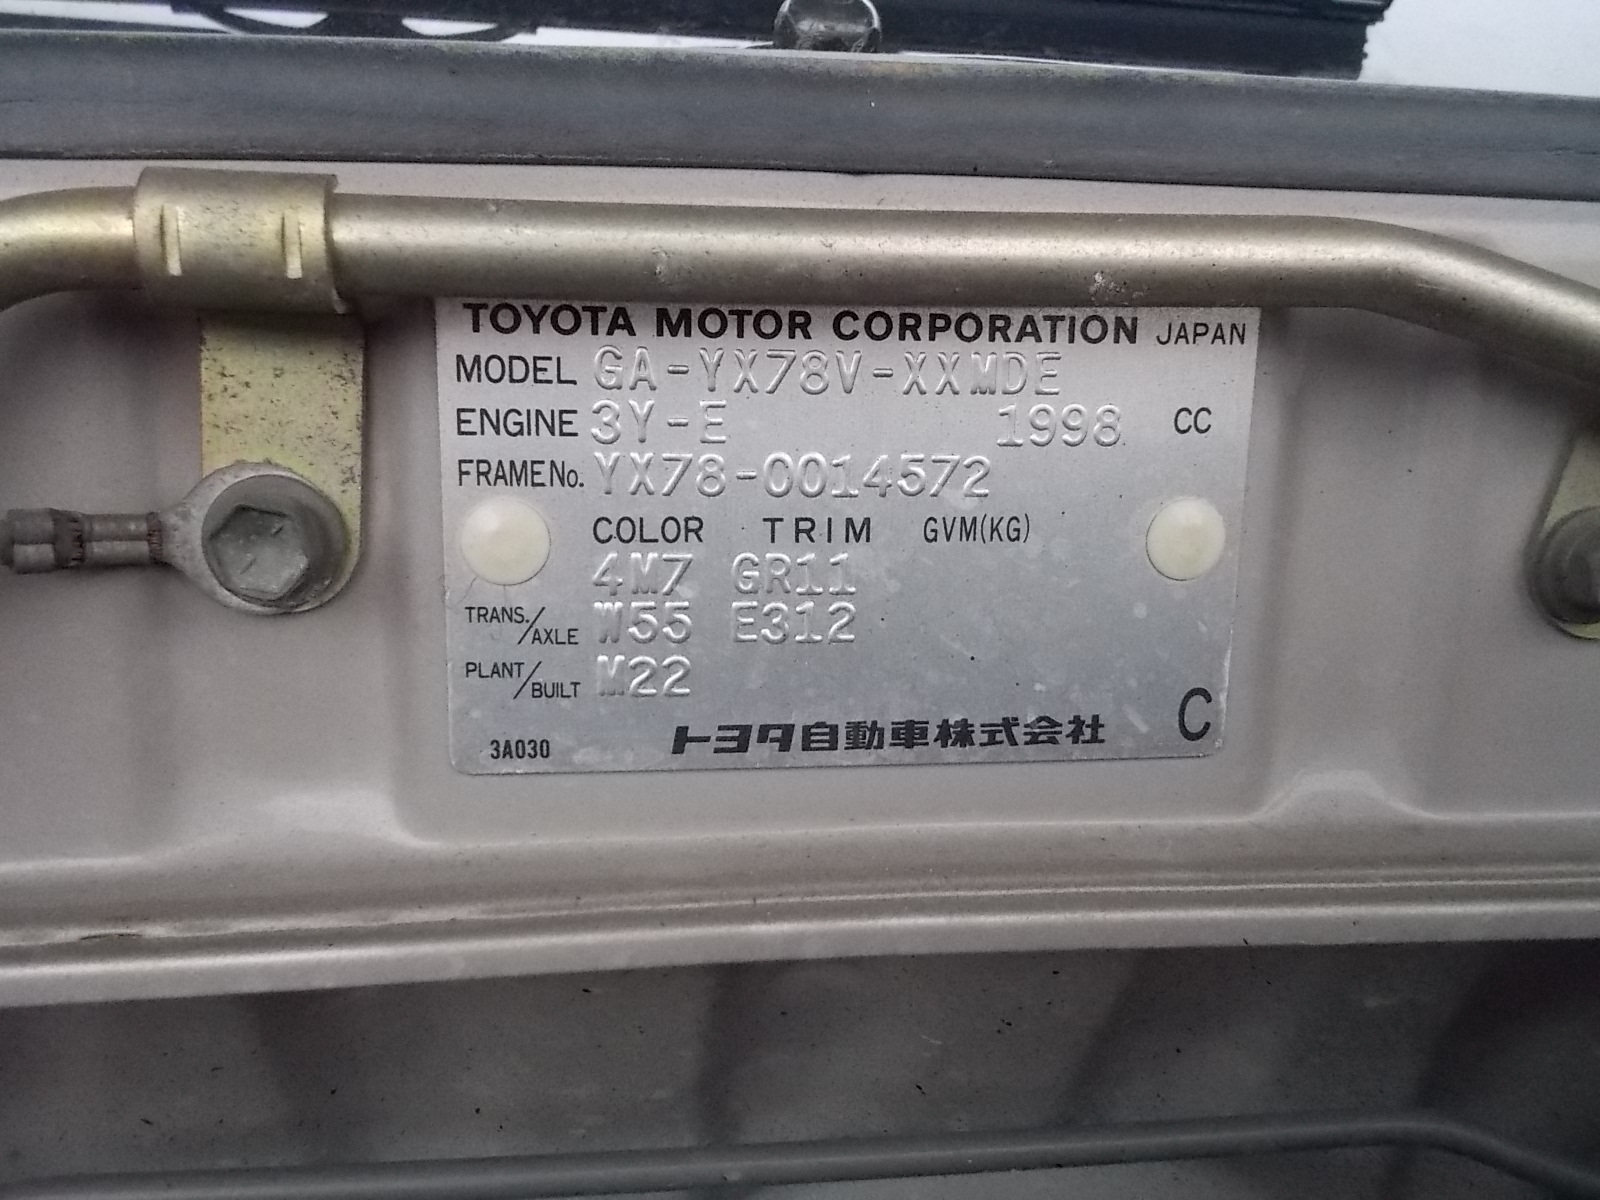 TOYOTA MOTOR CORPORATION JAPAN
MODEL GA-YX78V-XXMDE
ENGINE 3Y-E 1998 CC
FRAME No. YX78-0014572
COLOR TRIM GVM(KG)
4M7 GR11
TRANS./AXLE W55 E312
PLANT/BUILT M22
C
3A030 トヨタ自動車株式会社